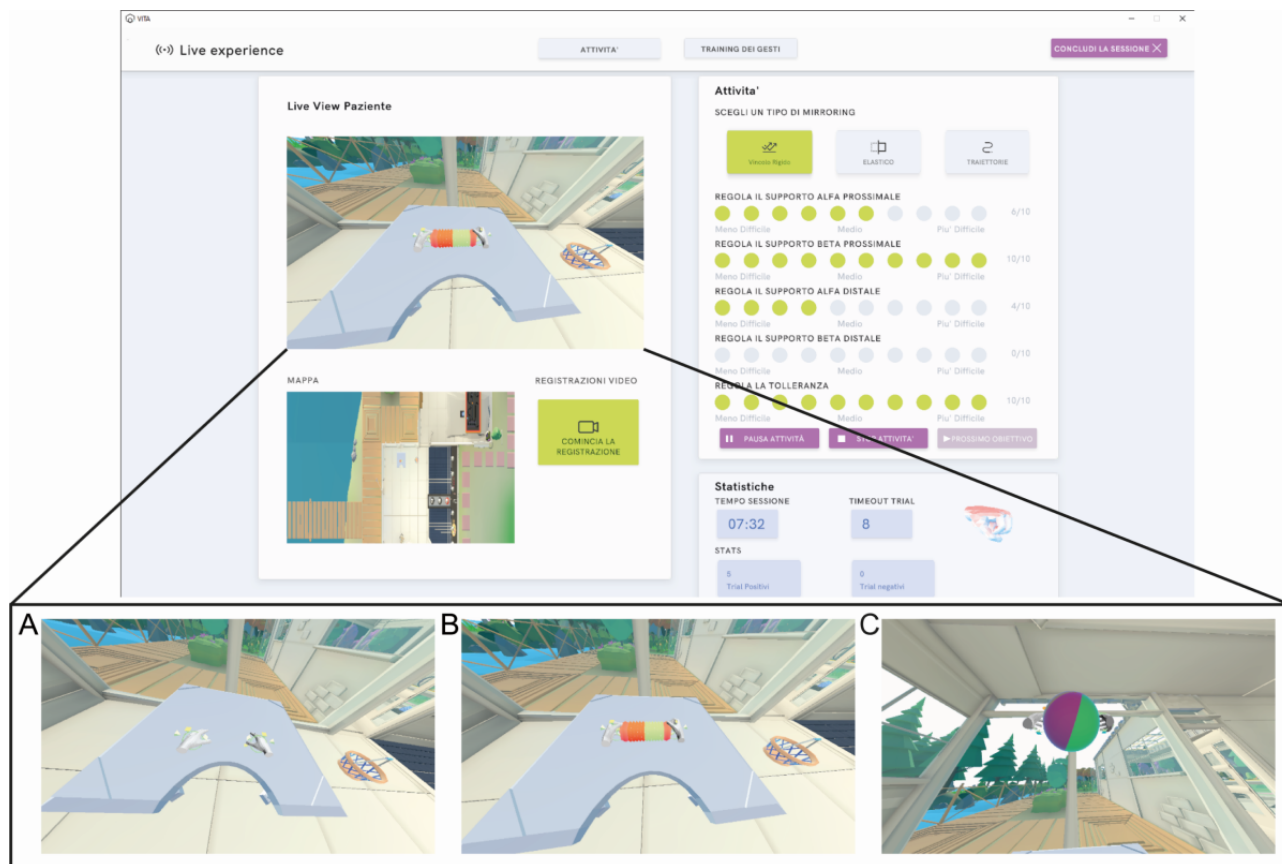 VITA
Live experience
ATTIVITA'
TRAINING DEI GESTI
CONCLUDI LA SESSIONE
Live View Paziente
MAPPA
REGISTRAZIONI VIDEO
COMINCIA LA
REGISTRAZIONE
Attivita'
SCEGLI UN TIPO DI MIRRORING
Vincolo Rigido
ELASTICO
TRAIETTORIE
REGOLA IL SUPPORTO ALFA PROSSIMALE
6/10
Meno Difficile Medio Piu' Difficile
REGOLA IL SUPPORTO BETA PROSSIMALE
10/10
Meno Difficile Medio Piu' Difficile
REGOLA IL SUPPORTO ALFA DISTALE
4/10
Meno Difficile Medio Piu' Difficile
REGOLA IL SUPPORTO BETA DISTALE
0/10
Meno Difficile Medio Piu' Difficile
REGOLA LA TOLLERANZA
10/10
Meno Difficile Medio Piu' Difficile
PAUSA ATTIVITÀ
STOP ATTIVITA'
PROSSIMO OBIETTIVO
Statistiche
TEMPO SESSIONE
TIMEOUT TRIAL
07:32
8
STATS
8
Trial Positivi
0
Trial negativi
A
B
C